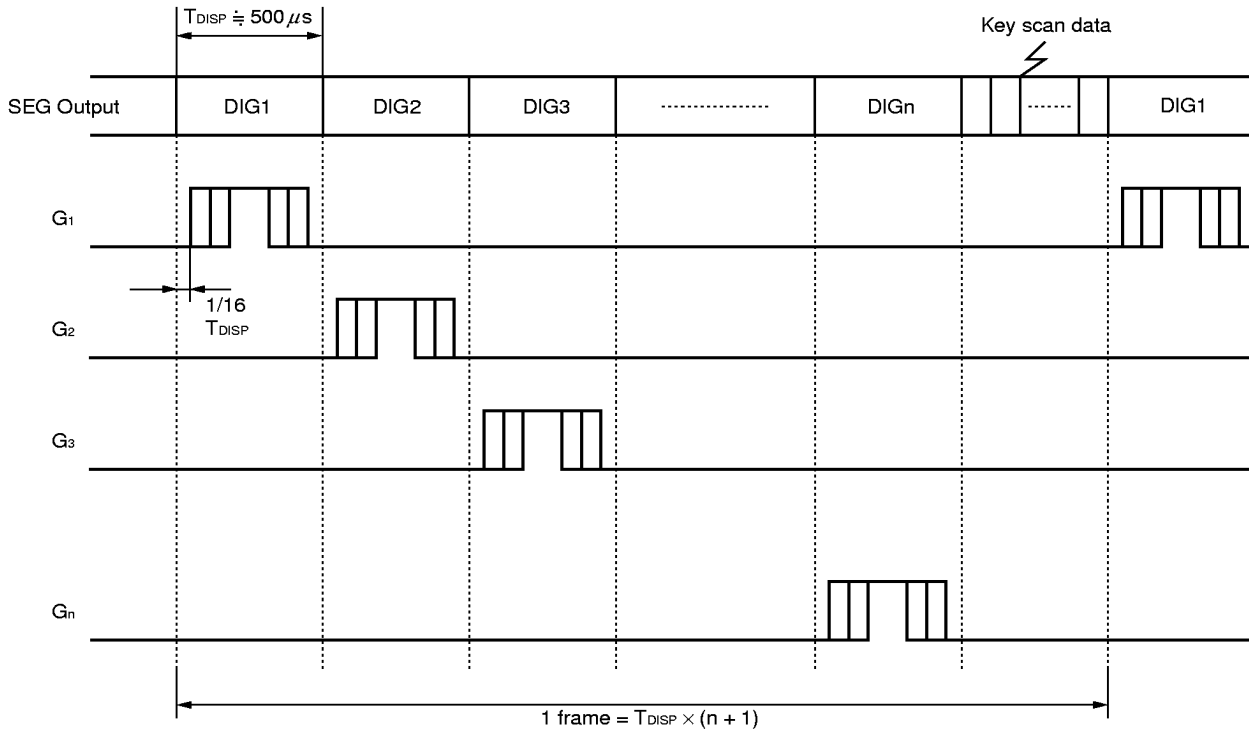 TDISP ≒ 500 μs
Key scan data
SEG Output DIG1 DIG2 DIG3 DIGn DIG1
G1
1/16
TDISP
G2
G3
Gn
1 frame = TDISP × (n + 1)